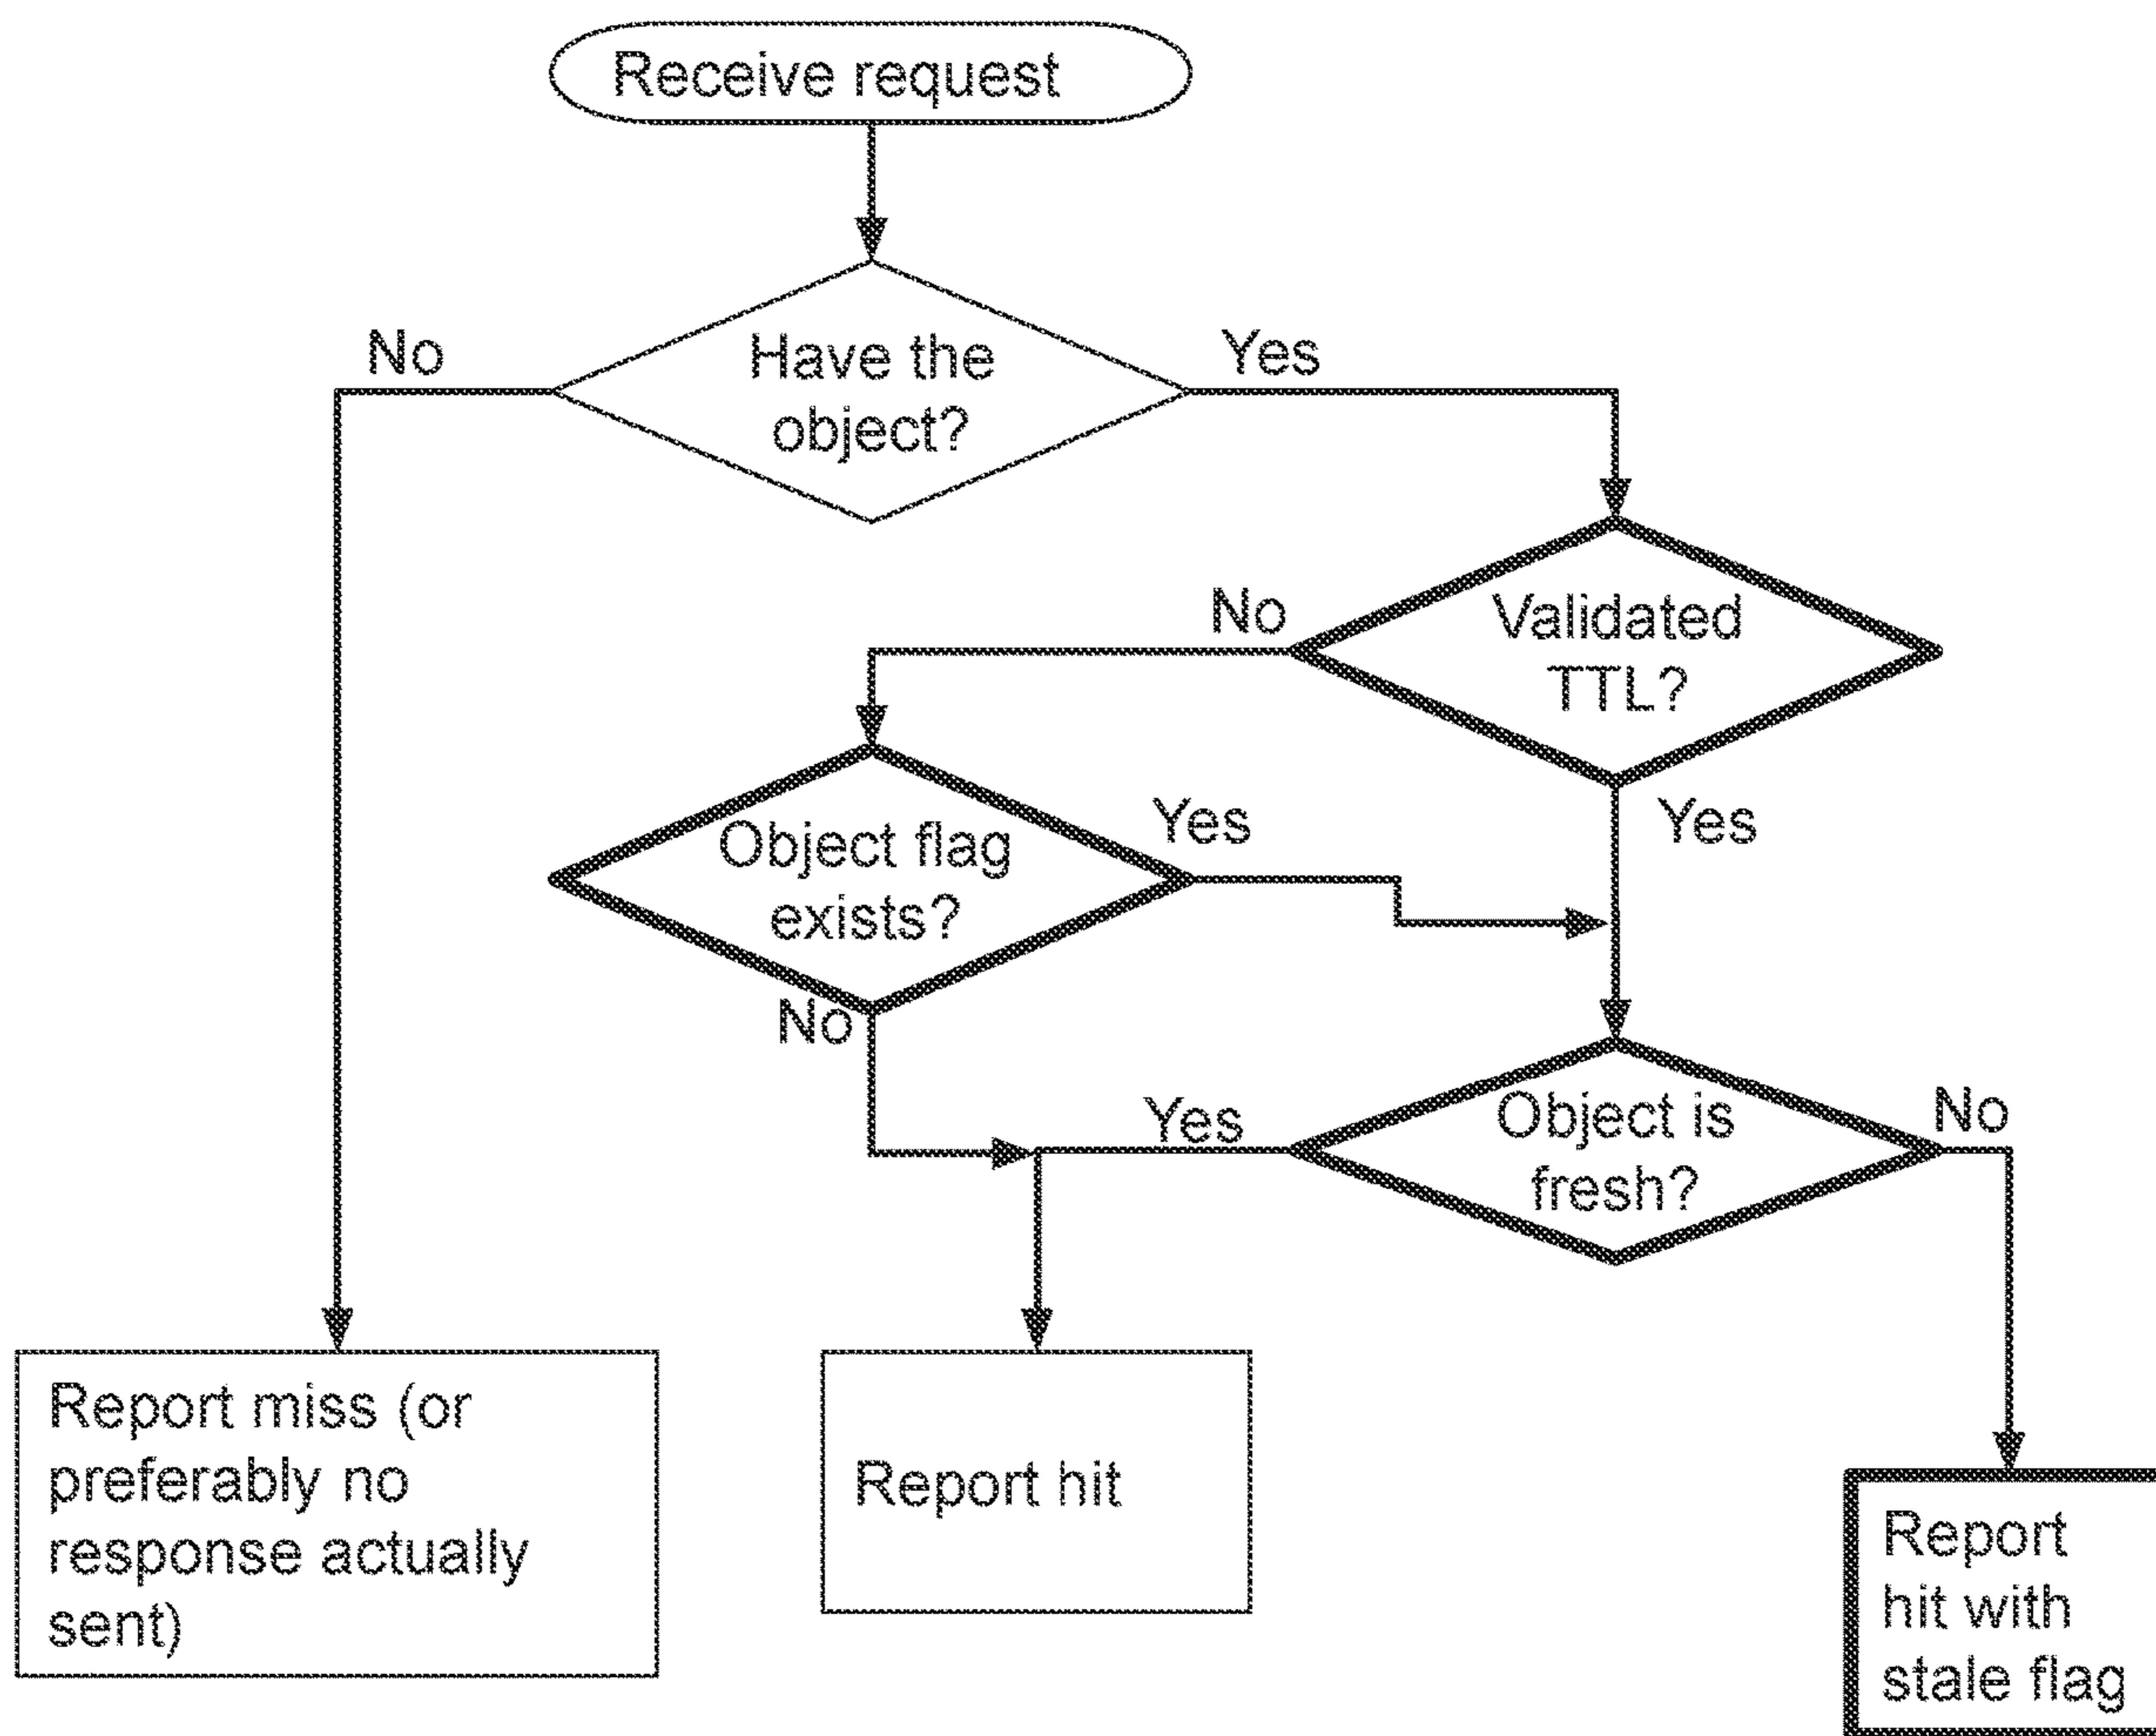 Receive request
No
Have the
object?
Yes
No
Validated
TTL?
Yes
Object flag
exists?
Yes
No
Yes
Object is
fresh?
No
Report miss (or
preferably no
response actually
sent)
Report hit
Report
hit with
stale flag